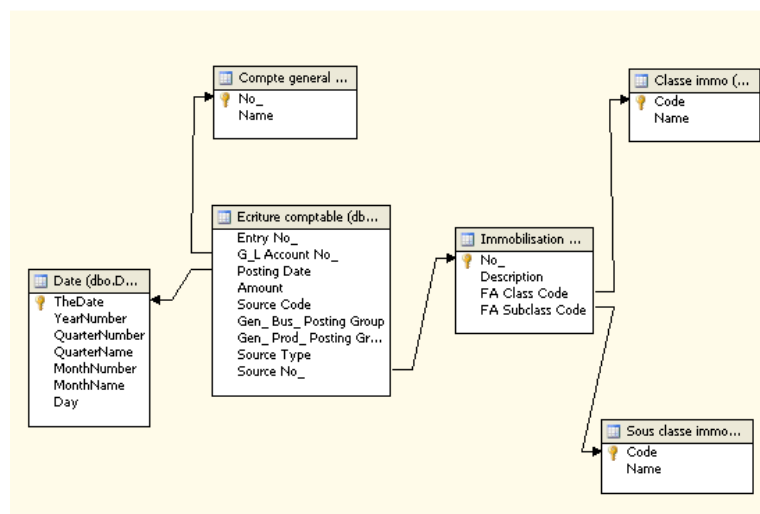 Compte general ...
No_
Name
Classe immo (...
Code
Name
Ecriture comptable (db...
Entry No_
G_L Account No_
Posting Date
Amount
Source Code
Gen_ Bus_ Posting Group
Gen_ Prod_ Posting Gr...
Source Type
Source No_
Immobilisation ...
No_
Description
FA Class Code
FA Subclass Code
Date (dbo.D...
TheDate
YearNumber
QuarterNumber
QuarterName
MonthNumber
MonthName
Day
Sous classe immo...
Code
Name